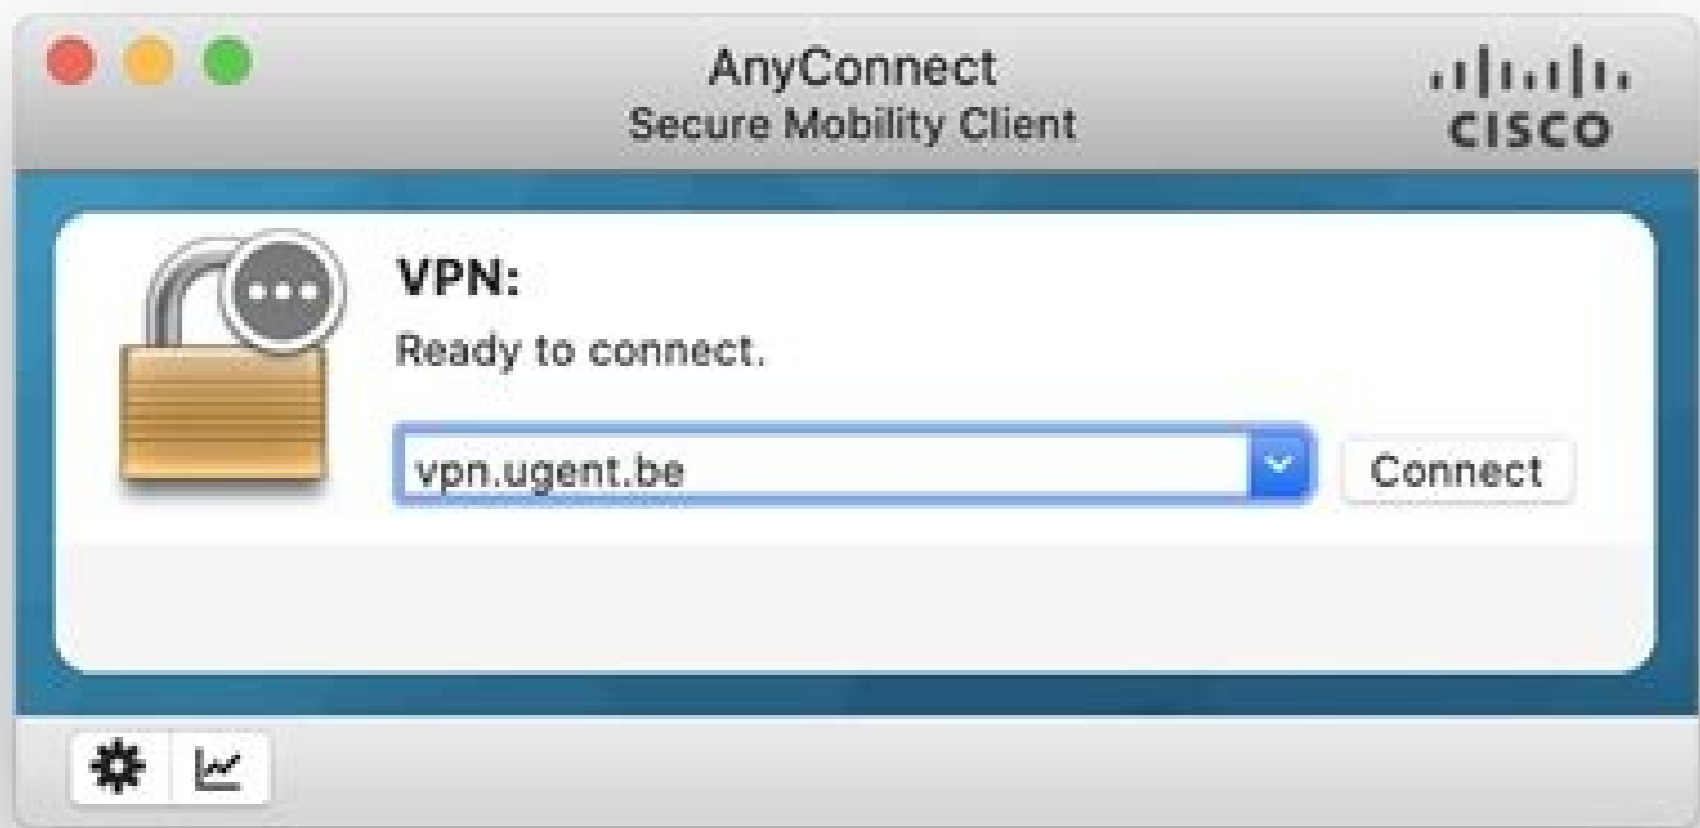 AnyConnect
Secure Mobility Client
CISCO
VPN:
Ready to connect.
vpn.ugent.be
Connect